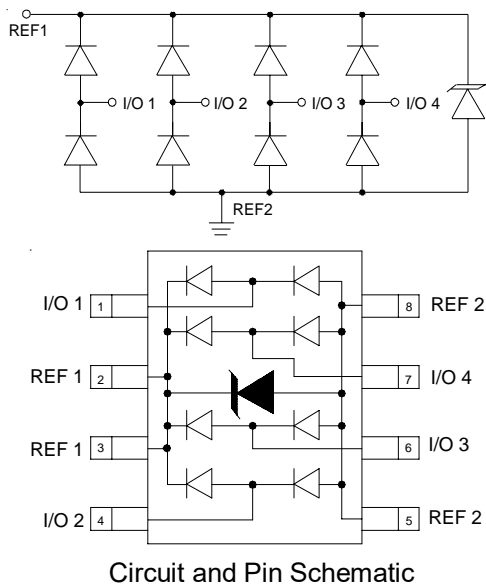 REF1
I/O 1 I/O 2 I/O 3 I/O 4
REF2
I/O 1 1 8 REF 2
REF 1 2 7 I/O 4
REF 1 3 6 I/O 3
I/O 2 4 5 REF 2
Circuit and Pin Schematic